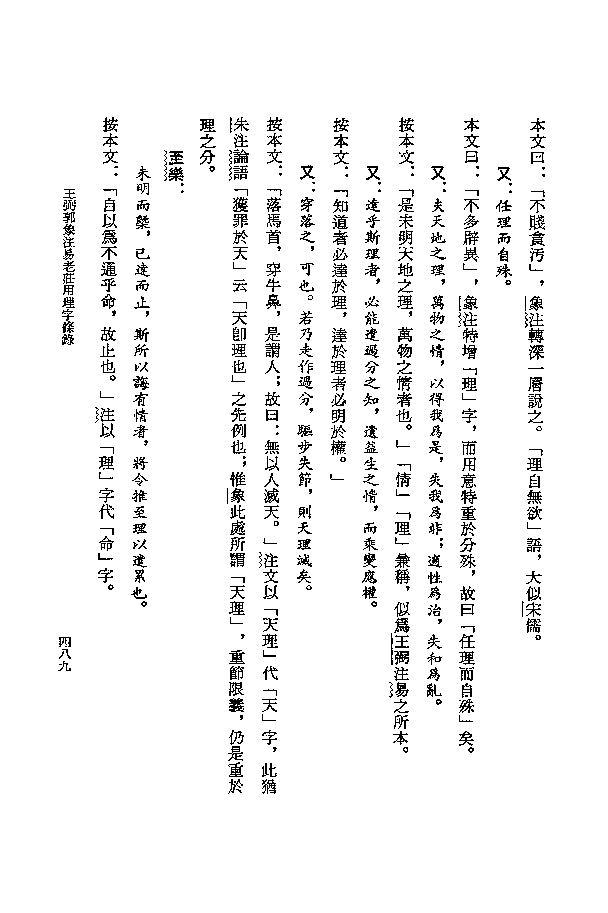 本文曰：「不賤貪污」，象注轉深一層說之。「理自無欲」語，大似宋儒。
又：任理而自殊。
本文曰：「不多辟異」，象注特增「理」字，而用意特重於分殊，故曰「任理而自殊」矣。
又：夫天地之理，萬物之情，以得我爲是，失我爲非；適性爲治，失和爲亂。
按本文：「是未明天地之理，萬物之情者也。」「情」「理」兼稱，似爲王弼注易之所本。
又：達乎斯理者，必能遣過分之知，遺益生之情，而乘變應權。
按本文：「知道者必達於理，達於理者必明於權。」
又：穿落之，可也。若乃走作過分，驅步失節，則天理滅矣。
按本文：「落馬首，穿牛鼻，是謂人；故曰：無以人滅天。」注文以「天理」代「天」字，此猶
朱注論語「獲罪於天」云「天卽理也」之先例也；惟象此處所謂「天理」，重節限義，仍是重於
理之分。
至樂：
未明而槩，已達而止，斯所以誨有情者，將令推至理以遣累也。
按本文：「自以爲不通乎命，故止也。」注以「理」字代「命」字。
王弼郭象注易老莊用理字條錄
四八九